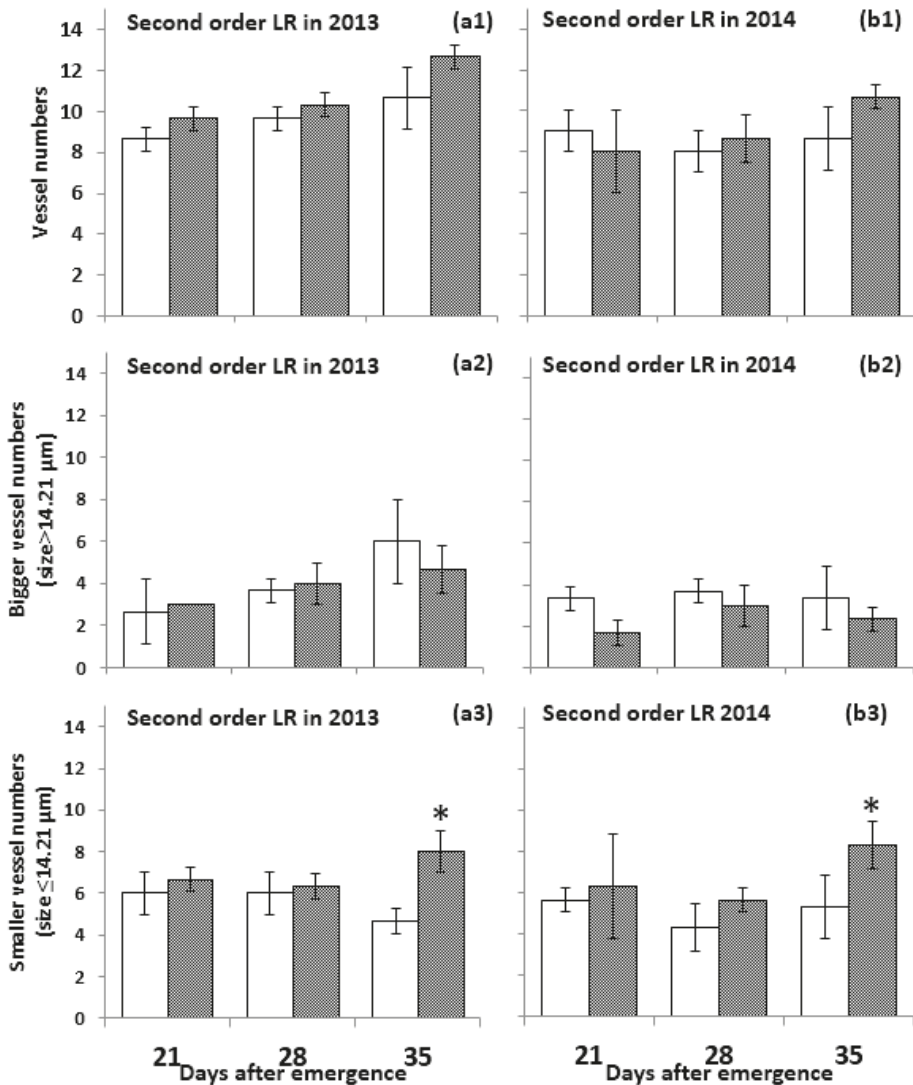 Second order LR in 2013 (a1)
Vessel numbers
14
12
10
8
6
4
2
0
Second order LR in 2014 (b1)
Second order LR in 2013 (a2)
Bigger vessel numbers
(size>14.21 µm)
14
12
10
8
6
4
2
0
Second order LR in 2014 (b2)
Second order LR in 2013 (a3)
Smaller vessel numbers
(size ≤14.21 µm)
14
12
10
8
6
4
2
0
*
21 28 35
Days after emergence
Second order LR 2014 (b3)
*
21 28 35
Days after emergence